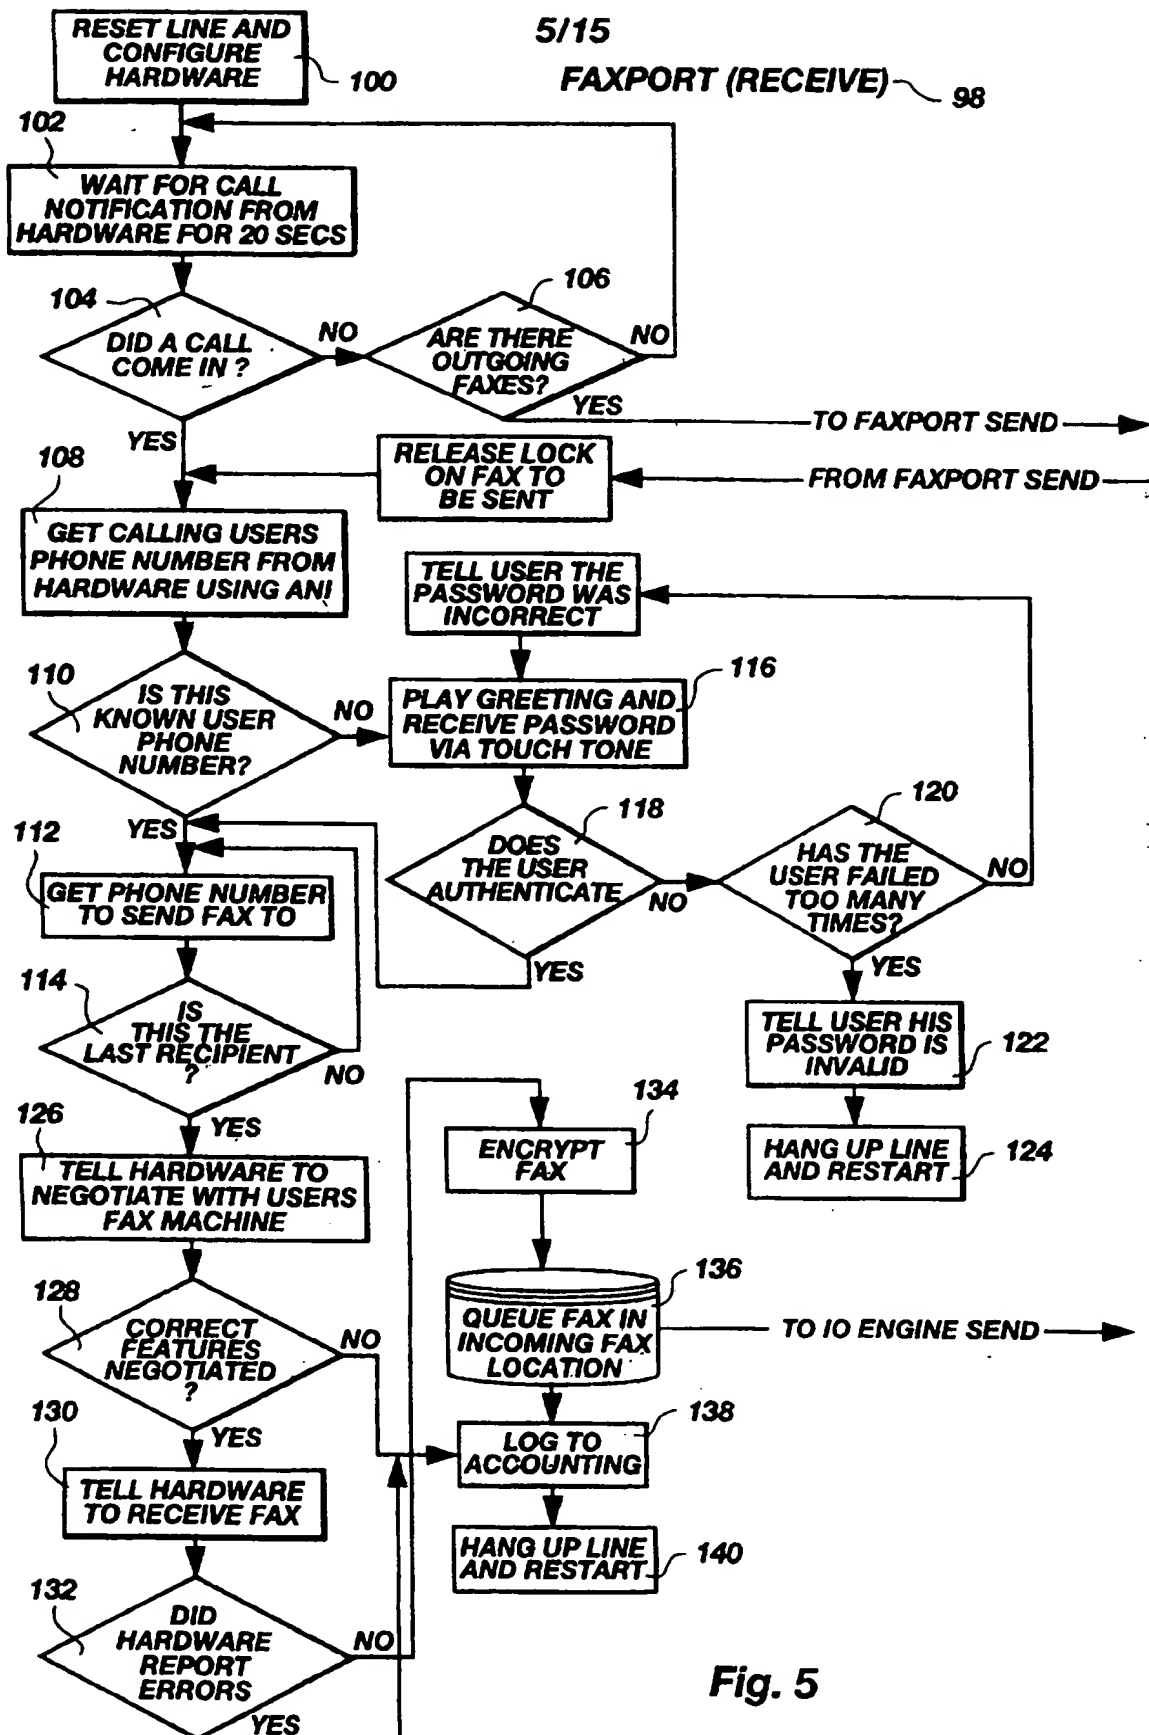 5/15
FAXPORT (RECEIVE) 98
RESET LINE AND
CONFIGURE
HARDWARE
100
102
WAIT FOR CALL
NOTIFICATION FROM
HARDWARE FOR 20 SECS
104
DID A CALL
COME IN ?
NO
YES
106
ARE THERE
OUTGOING
FAXES?
NO
YES
TO FAXPORT SEND
RELEASE LOCK
ON FAX TO
BE SENT
FROM FAXPORT SEND
108
GET CALLING USERS
PHONE NUMBER FROM
HARDWARE USING ANI
TELL USER THE
PASSWORD WAS
INCORRECT
110
IS THIS
KNOWN USER
PHONE
NUMBER?
NO
YES
116
PLAY GREETING AND
RECEIVE PASSWORD
VIA TOUCH TONE
118
DOES
THE USER
AUTHENTICATE
NO
YES
120
HAS THE
USER FAILED
TOO MANY
TIMES?
NO
YES
112
GET PHONE NUMBER
TO SEND FAX TO
114
IS
THIS THE
LAST RECIPIENT
?
NO
YES
TELL USER HIS
PASSWORD IS
INVALID
122
HANG UP LINE
AND RESTART
124
126
TELL HARDWARE TO
NEGOTIATE WITH USERS
FAX MACHINE
134
ENCRYPT
FAX
128
CORRECT
FEATURES
NEGOTIATED
?
NO
YES
136
QUEUE FAX IN
INCOMING FAX
LOCATION
TO IO ENGINE SEND
130
TELL HARDWARE
TO RECEIVE FAX
138
LOG TO
ACCOUNTING
HANG UP LINE
AND RESTART
140
132
DID
HARDWARE
REPORT
ERRORS
NO
YES
Fig. 5